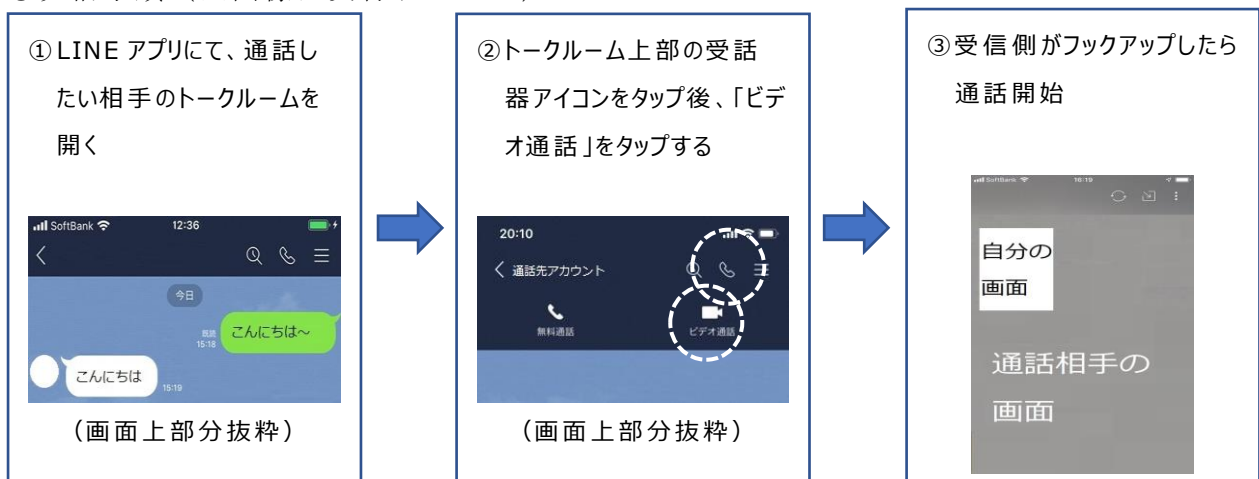 ①LINE アプリにて、通話し
たい相手のトークルームを
開く
SoftBank 12:36
今日
既読
15:18
こんにちは~
こんにちは
15:19
(画面上部分抜粋)
②トークルーム上部の受話
器アイコンをタップ後、「ビデ
オ通話」をタップする
20:10
通話先アカウント
無料通話
ビデオ通話
(画面上部分抜粋)
③受信側がフックアップしたら
通話開始
SoftBank 16:19
自分の
画面
通話相手の
画面